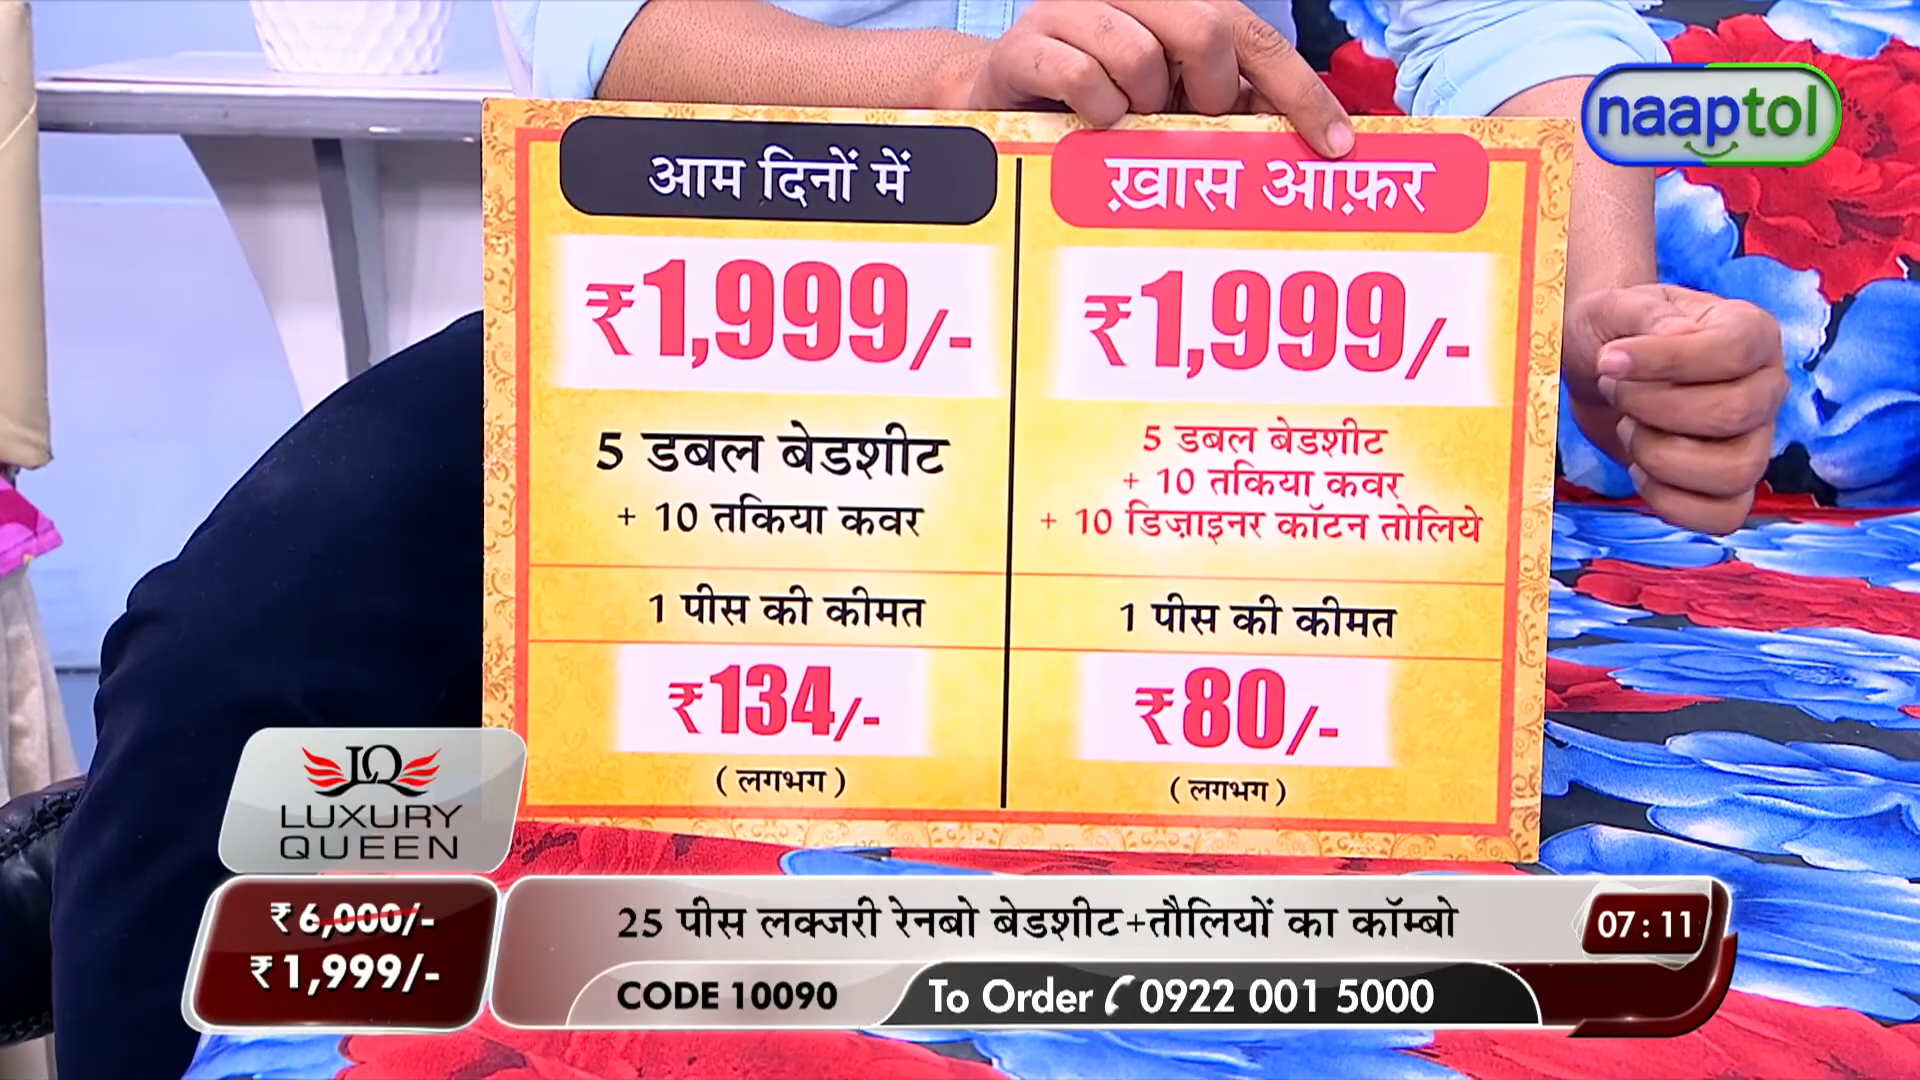 naaptol
आम दिनों में
₹1,999/-
5 डबल बेडशीट
+ 10 तकिया कवर
1 पीस की कीमत
₹134/-
( लगभग )
ख़ास ऑफ़र
₹1,999/-
5 डबल बेडशीट
+ 10 तकिया कवर
+ 10 डिज़ाइनर कॉटन तोलिये
1 पीस की कीमत
₹80/-
( लगभग )
LQ
LUXURY
QUEEN
₹6,000/-
₹1,999/-
25 पीस लक्जरी रेनबो बेडशीट+तौलियों का कॉम्बो
07:11
CODE 10090
To Order 0922 001 5000